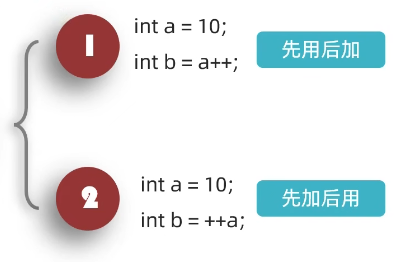 1
int a = 10;
int b = a++;
先用后加
2
int a = 10;
int b = ++a;
先加后用